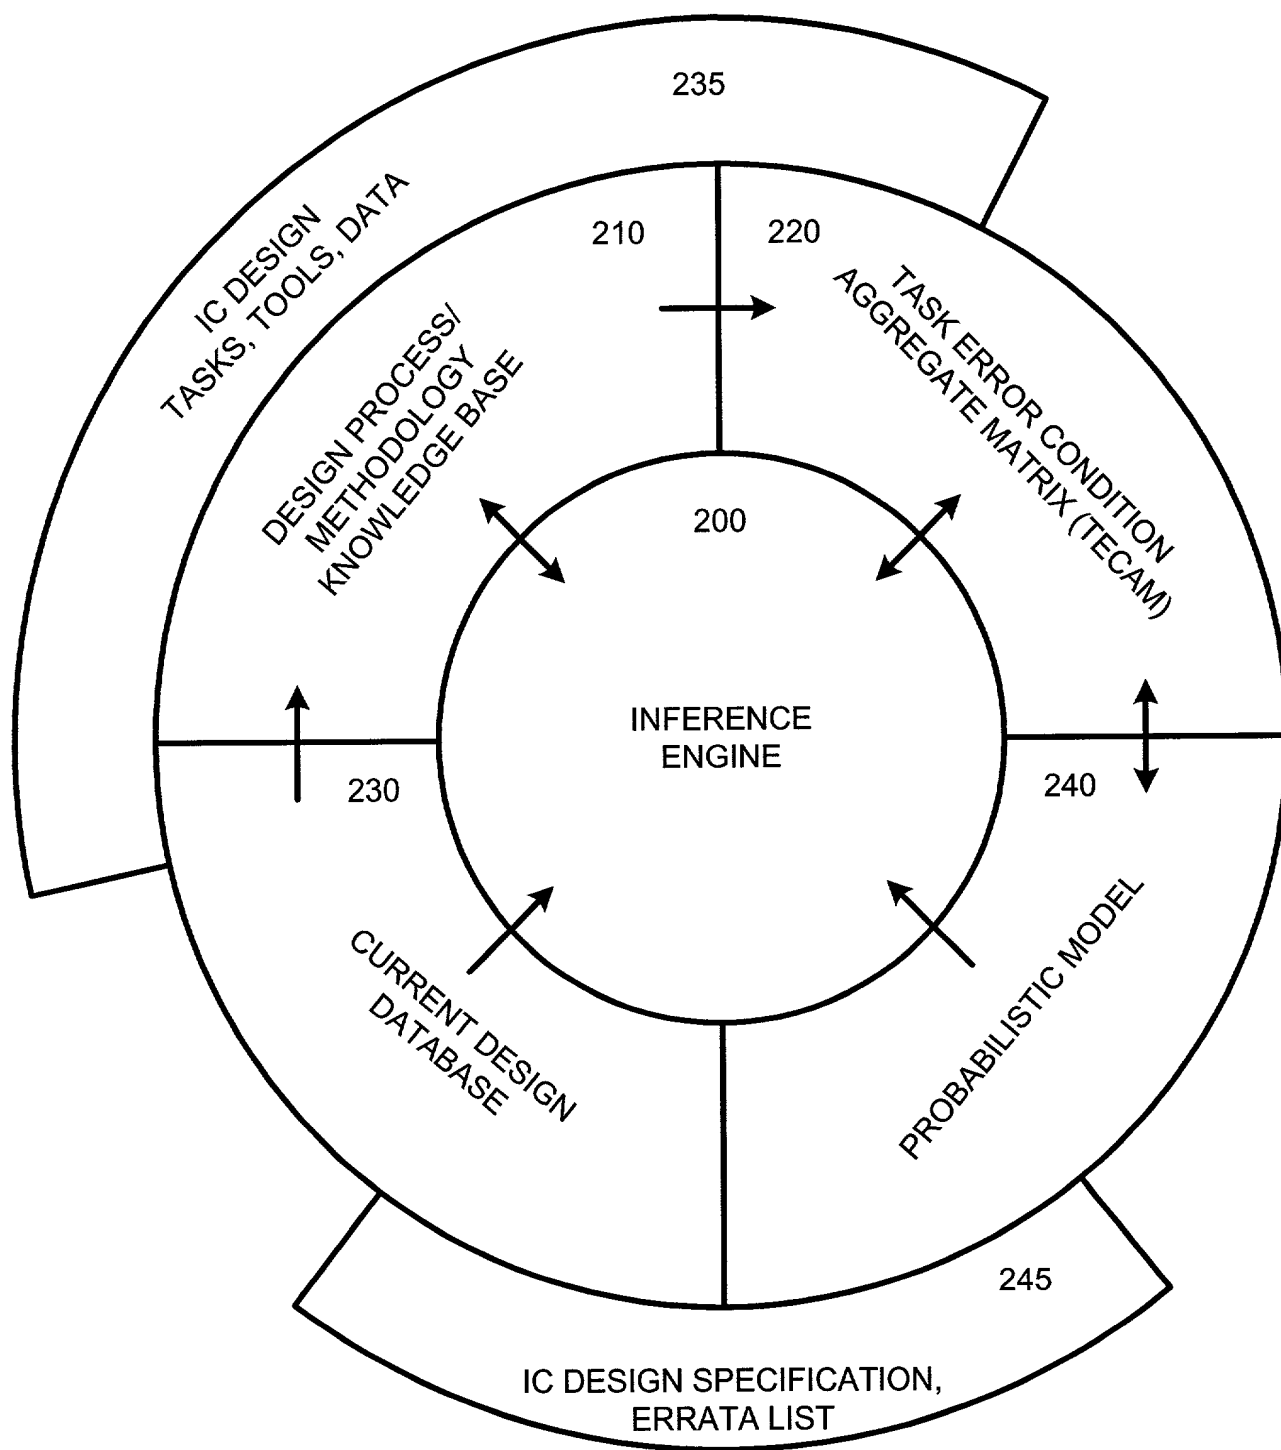 235
IC DESIGN
TASKS, TOOLS, DATA
210
220
DESIGN PROCESS/
METHODOLOGY
KNOWLEDGE BASE
TASK ERROR CONDITION
AGGREGATE MATRIX (TECAM)
200
INFERENCE
ENGINE
230
240
CURRENT DESIGN
DATABASE
PROBABILISTIC MODEL
245
IC DESIGN SPECIFICATION,
ERRATA LIST